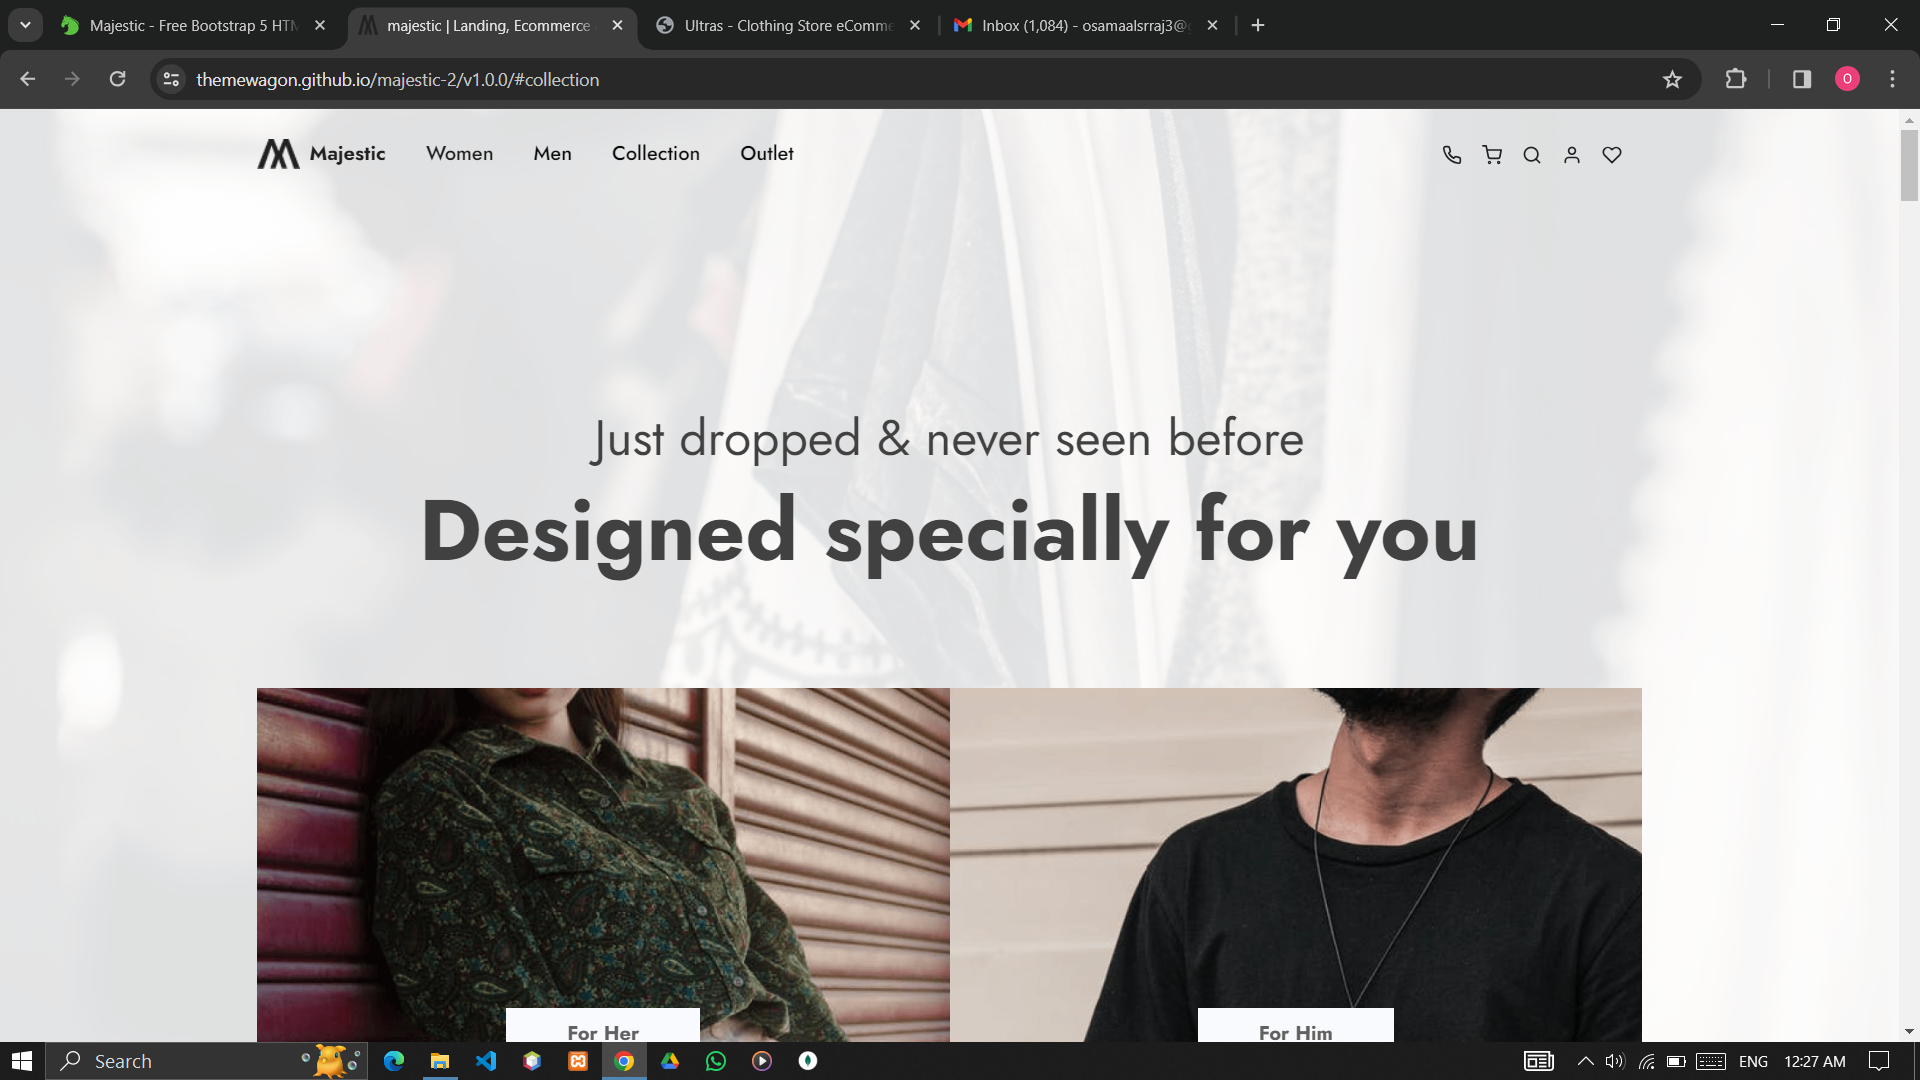 Majestic - Free Bootstrap 5 HTM
majestic | Landing, Ecommerce
Ultras - Clothing Store eComme
Inbox (1,084) - osamaalsrraj3@g
themewagon.github.io/majestic-2/v1.0.0/#collection
O
Majestic
Women
Men
Collection
Outlet
Just dropped & never seen before
Designed specially for you
For Her
For Him
Search
ENG
12:27 AM